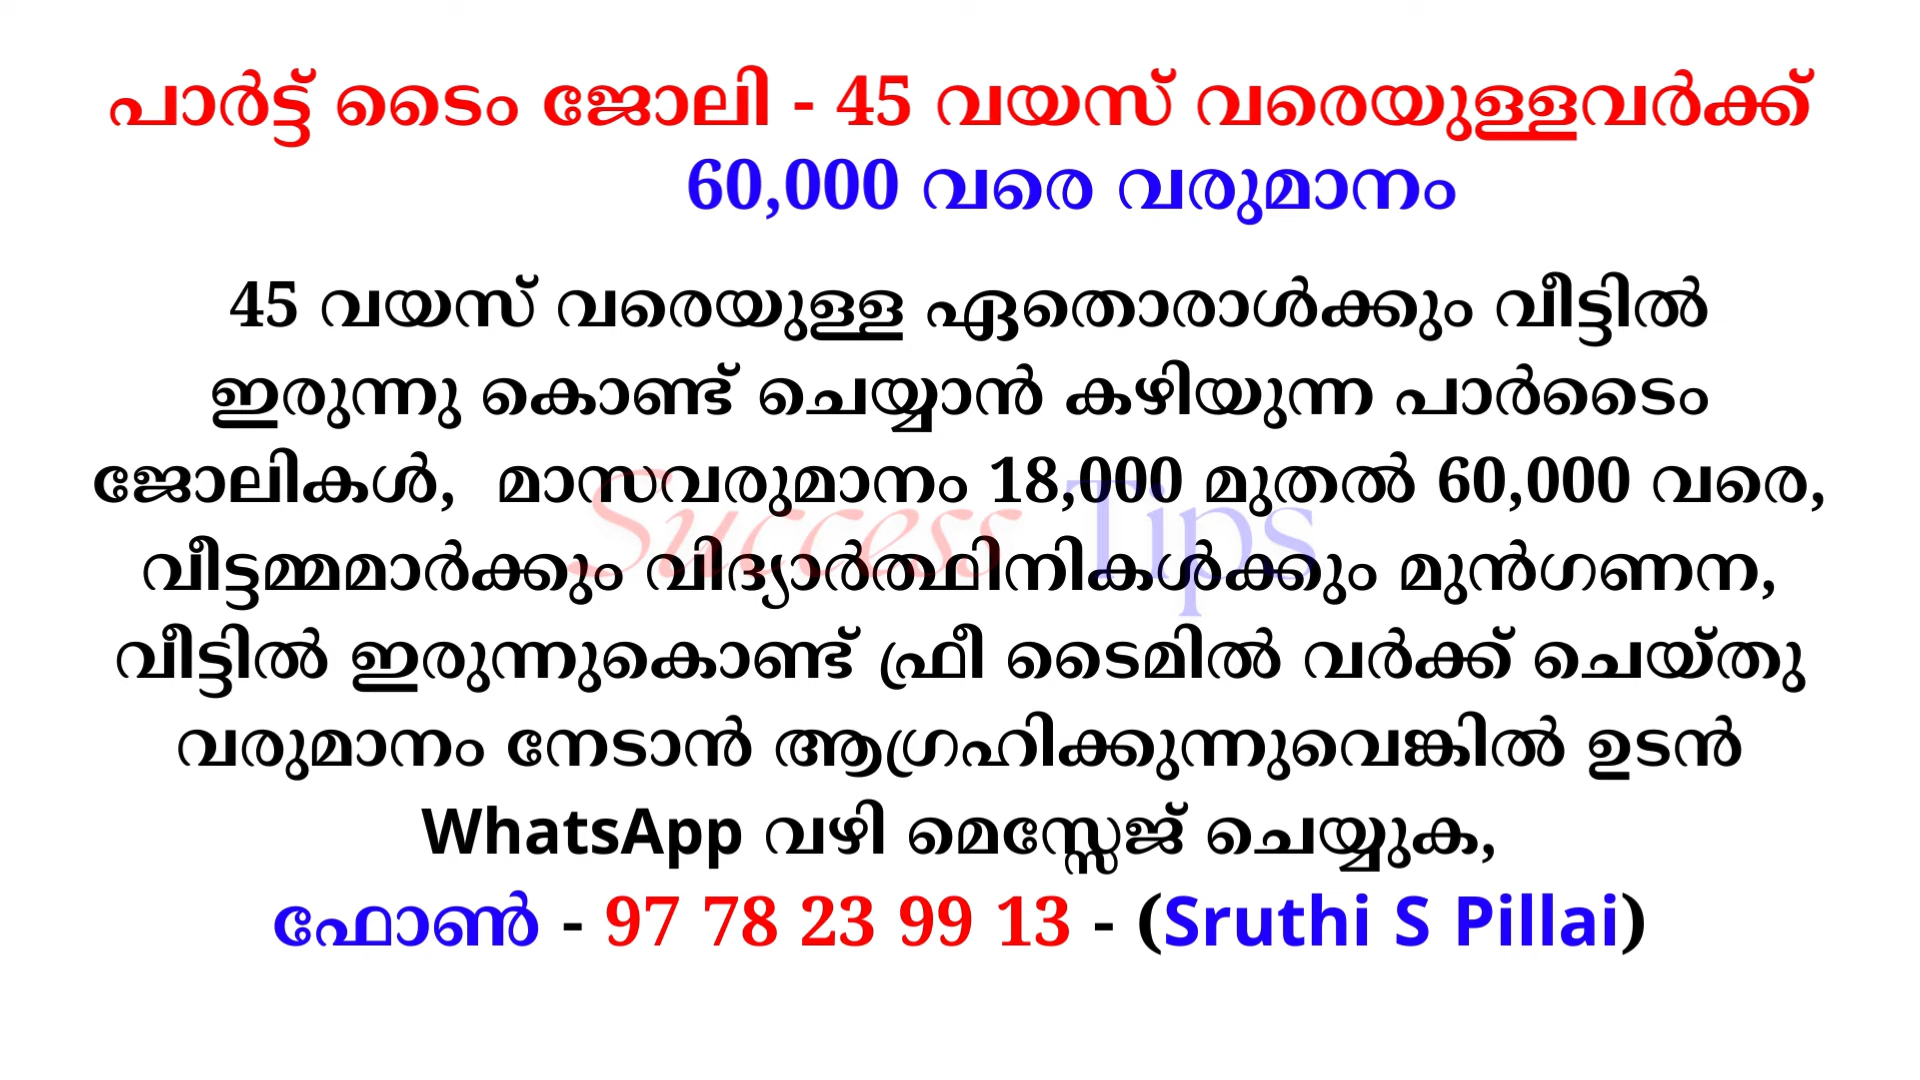 പാർട്ട് ടൈം ജോലി - 45 വയസ് വരെയുള്ളവർക്ക്
60,000 വരെ വരുമാനം
45 വയസ് വരെയുള്ള ഏതൊരാൾക്കും വീട്ടിൽ
ഇരുന്നു കൊണ്ട് ചെയ്യാൻ കഴിയുന്ന പാർടൈം
ജോലികൾ, മാസവരുമാനം 18,000 മുതൽ 60,000 വരെ,
Success Tips
വീട്ടമ്മമാർക്കും വിദ്യാർത്ഥിനികൾക്കും മുൻഗണന,
വീട്ടിൽ ഇരുന്നുകൊണ്ട് ഫ്രീ ടൈമിൽ വർക്ക് ചെയ്തു
വരുമാനം നേടാൻ ആഗ്രഹിക്കുന്നുവെങ്കിൽ ഉടൻ
WhatsApp വഴി മെസ്സേജ് ചെയ്യുക,
ഫോൺ - 97 78 23 99 13 - (Sruthi S Pillai)